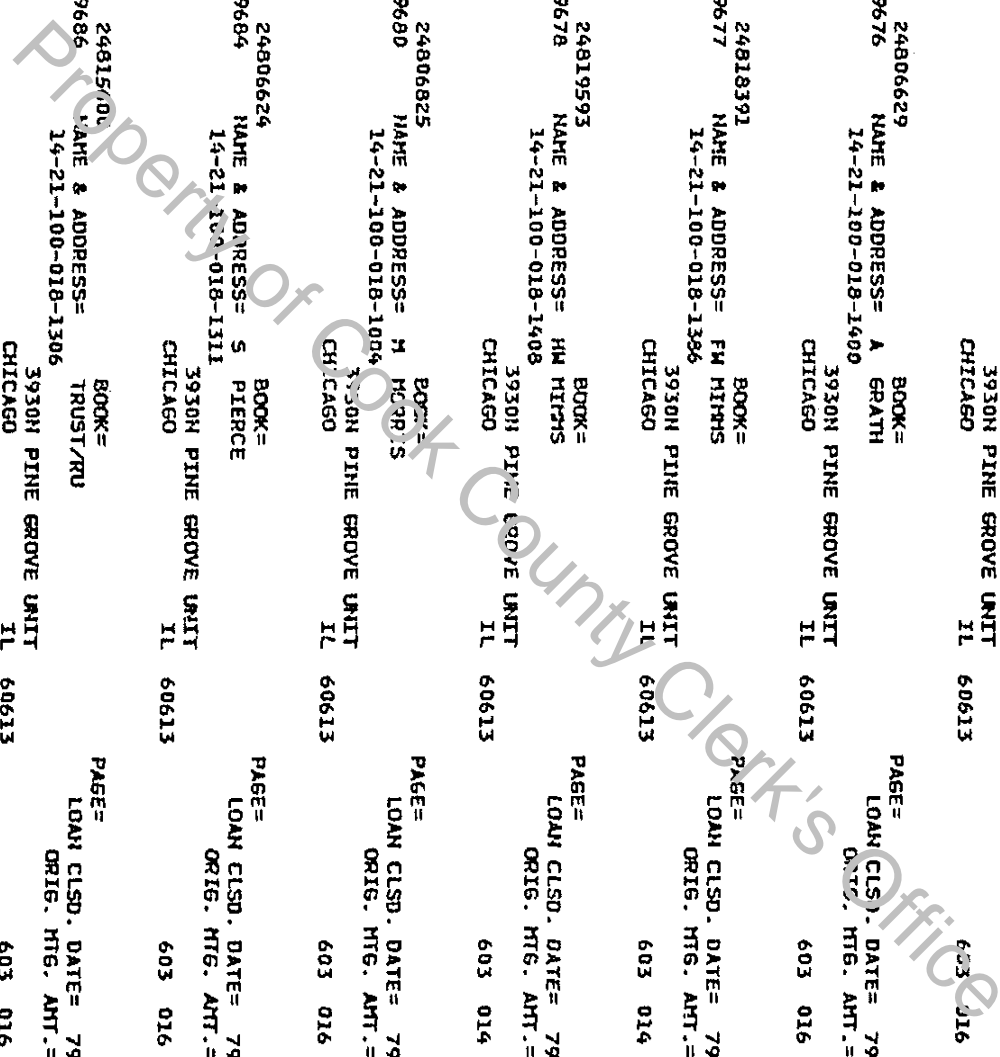 3930N PINE GROVE UNIT
CHICAGO IL 60613 603 016
24806629 BOOK= PAGE=
9676 NAME & ADDRESS= A GRATH LOAN CLSD. DATE= 79
14-21-100-018-1400 ORIG. MTG. AMT.=
3930N PINE GROVE UNIT
CHICAGO IL 60613 603 016
24818391 BOOK= PAGE=
9677 NAME & ADDRESS= FW MIMMS LOAN CLSD. DATE= 79
14-21-100-018-1386 ORIG. MTG. AMT.=
3930N PINE GROVE UNIT
CHICAGO IL 60613 603 014
24819593 BOOK= PAGE=
9678 NAME & ADDRESS= HW MIMMS LOAN CLSD. DATE= 79
14-21-100-018-1408 ORIG. MTG. AMT.=
3930N PINE GROVE UNIT
CHICAGO IL 60613 603 014
24806825 BOOK= PAGE=
9680 NAME & ADDRESS= M MORRIS LOAN CLSD. DATE= 79
14-21-100-018-1004 ORIG. MTG. AMT.=
3930N PINE GROVE UNIT
CHICAGO IL 60613 603 016
24806624 BOOK= PAGE=
9684 NAME & ADDRESS= S PIERCE LOAN CLSD. DATE= 79
14-21-100-018-1311 ORIG. MTG. AMT.=
3930N PINE GROVE UNIT
CHICAGO IL 60613 603 016
BOOK= PAGE=
9686 NAME & ADDRESS= TRUST/RU LOAN CLSD. DATE= 79
14-21-100-018-1306 ORIG. MTG. AMT.=
3930N PINE GROVE UNIT
CHICAGO IL 60613 603 016
Property of Cook County Clerk's Office